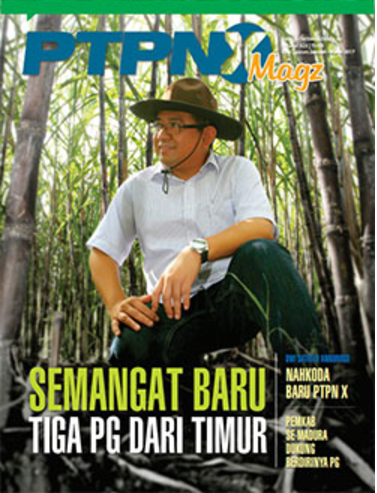 PTPN X
Magz
SEMANGAT BARU
TIGA PG DARI TIMUR
NAHKODA
BARU PTPN X
PEMKAB
SE-MADURA
DUKUNG
BERDIRINYA PG